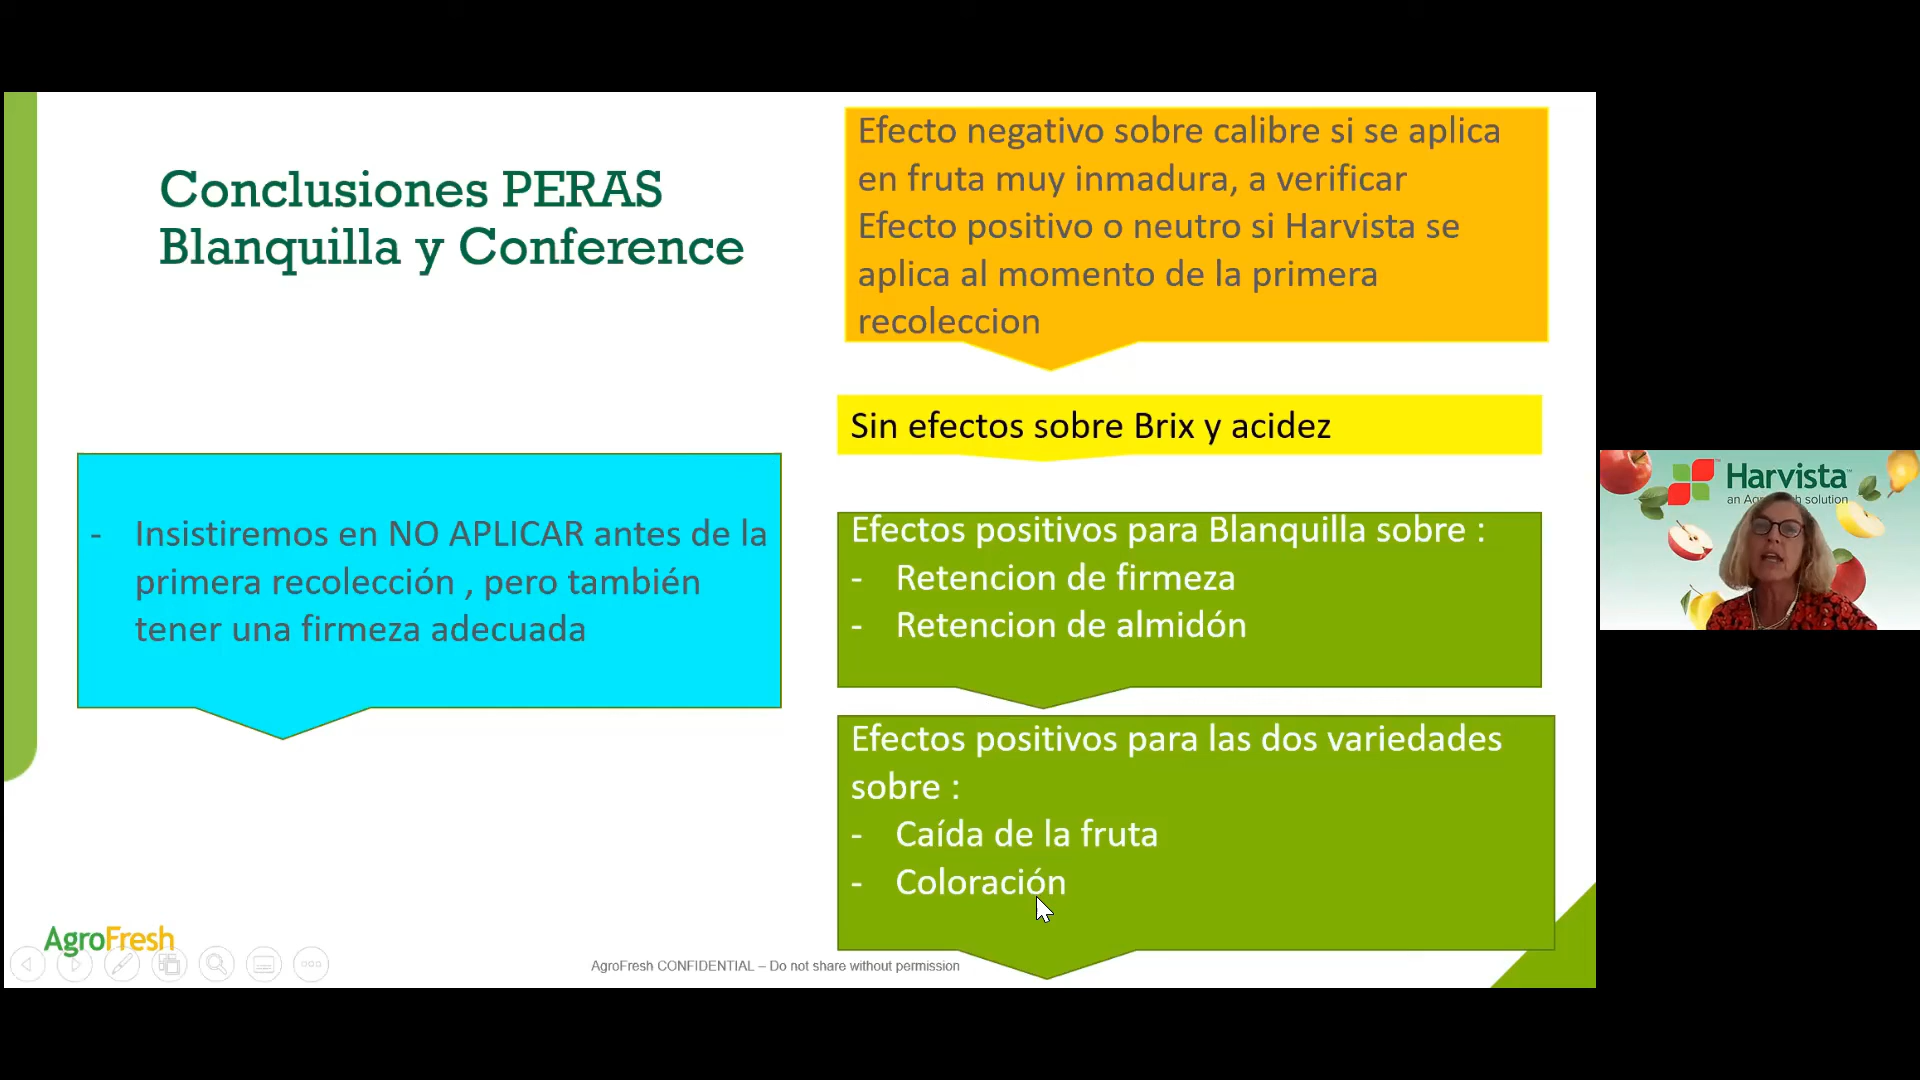 Conclusiones PERAS
Blanquilla y Conference
Efecto negativo sobre calibre si se aplica
en fruta muy inmadura, a verificar
Efecto positivo o neutro si Harvista se
aplica al momento de la primera
recoleccion
Sin efectos sobre Brix y acidez
- Insistiremos en NO APLICAR antes de la
primera recolección , pero también
tener una firmeza adecuada
Efectos positivos para Blanquilla sobre :
- Retencion de firmeza
- Retencion de almidón
Efectos positivos para las dos variedades
sobre :
- Caída de la fruta
- Coloración
AgroFresh
AgroFresh CONFIDENTIAL – Do not share without permission
Harvista™
solution